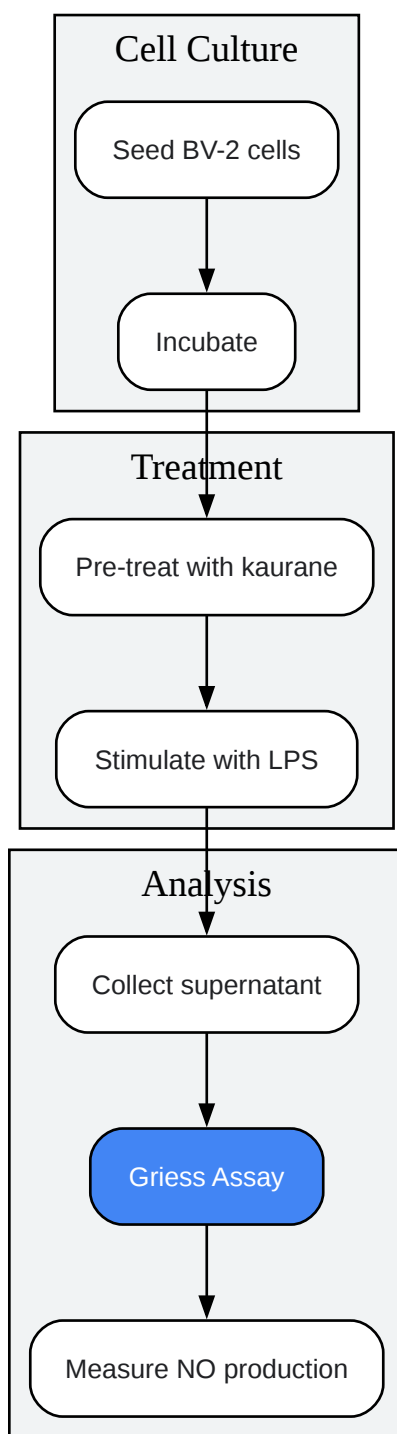 Cell Culture
Seed BV-2 cells
Incubate
Treatment
Pre-treat with kaurane
Stimulate with LPS
Analysis
Collect supernatant
Griess Assay
Measure NO production